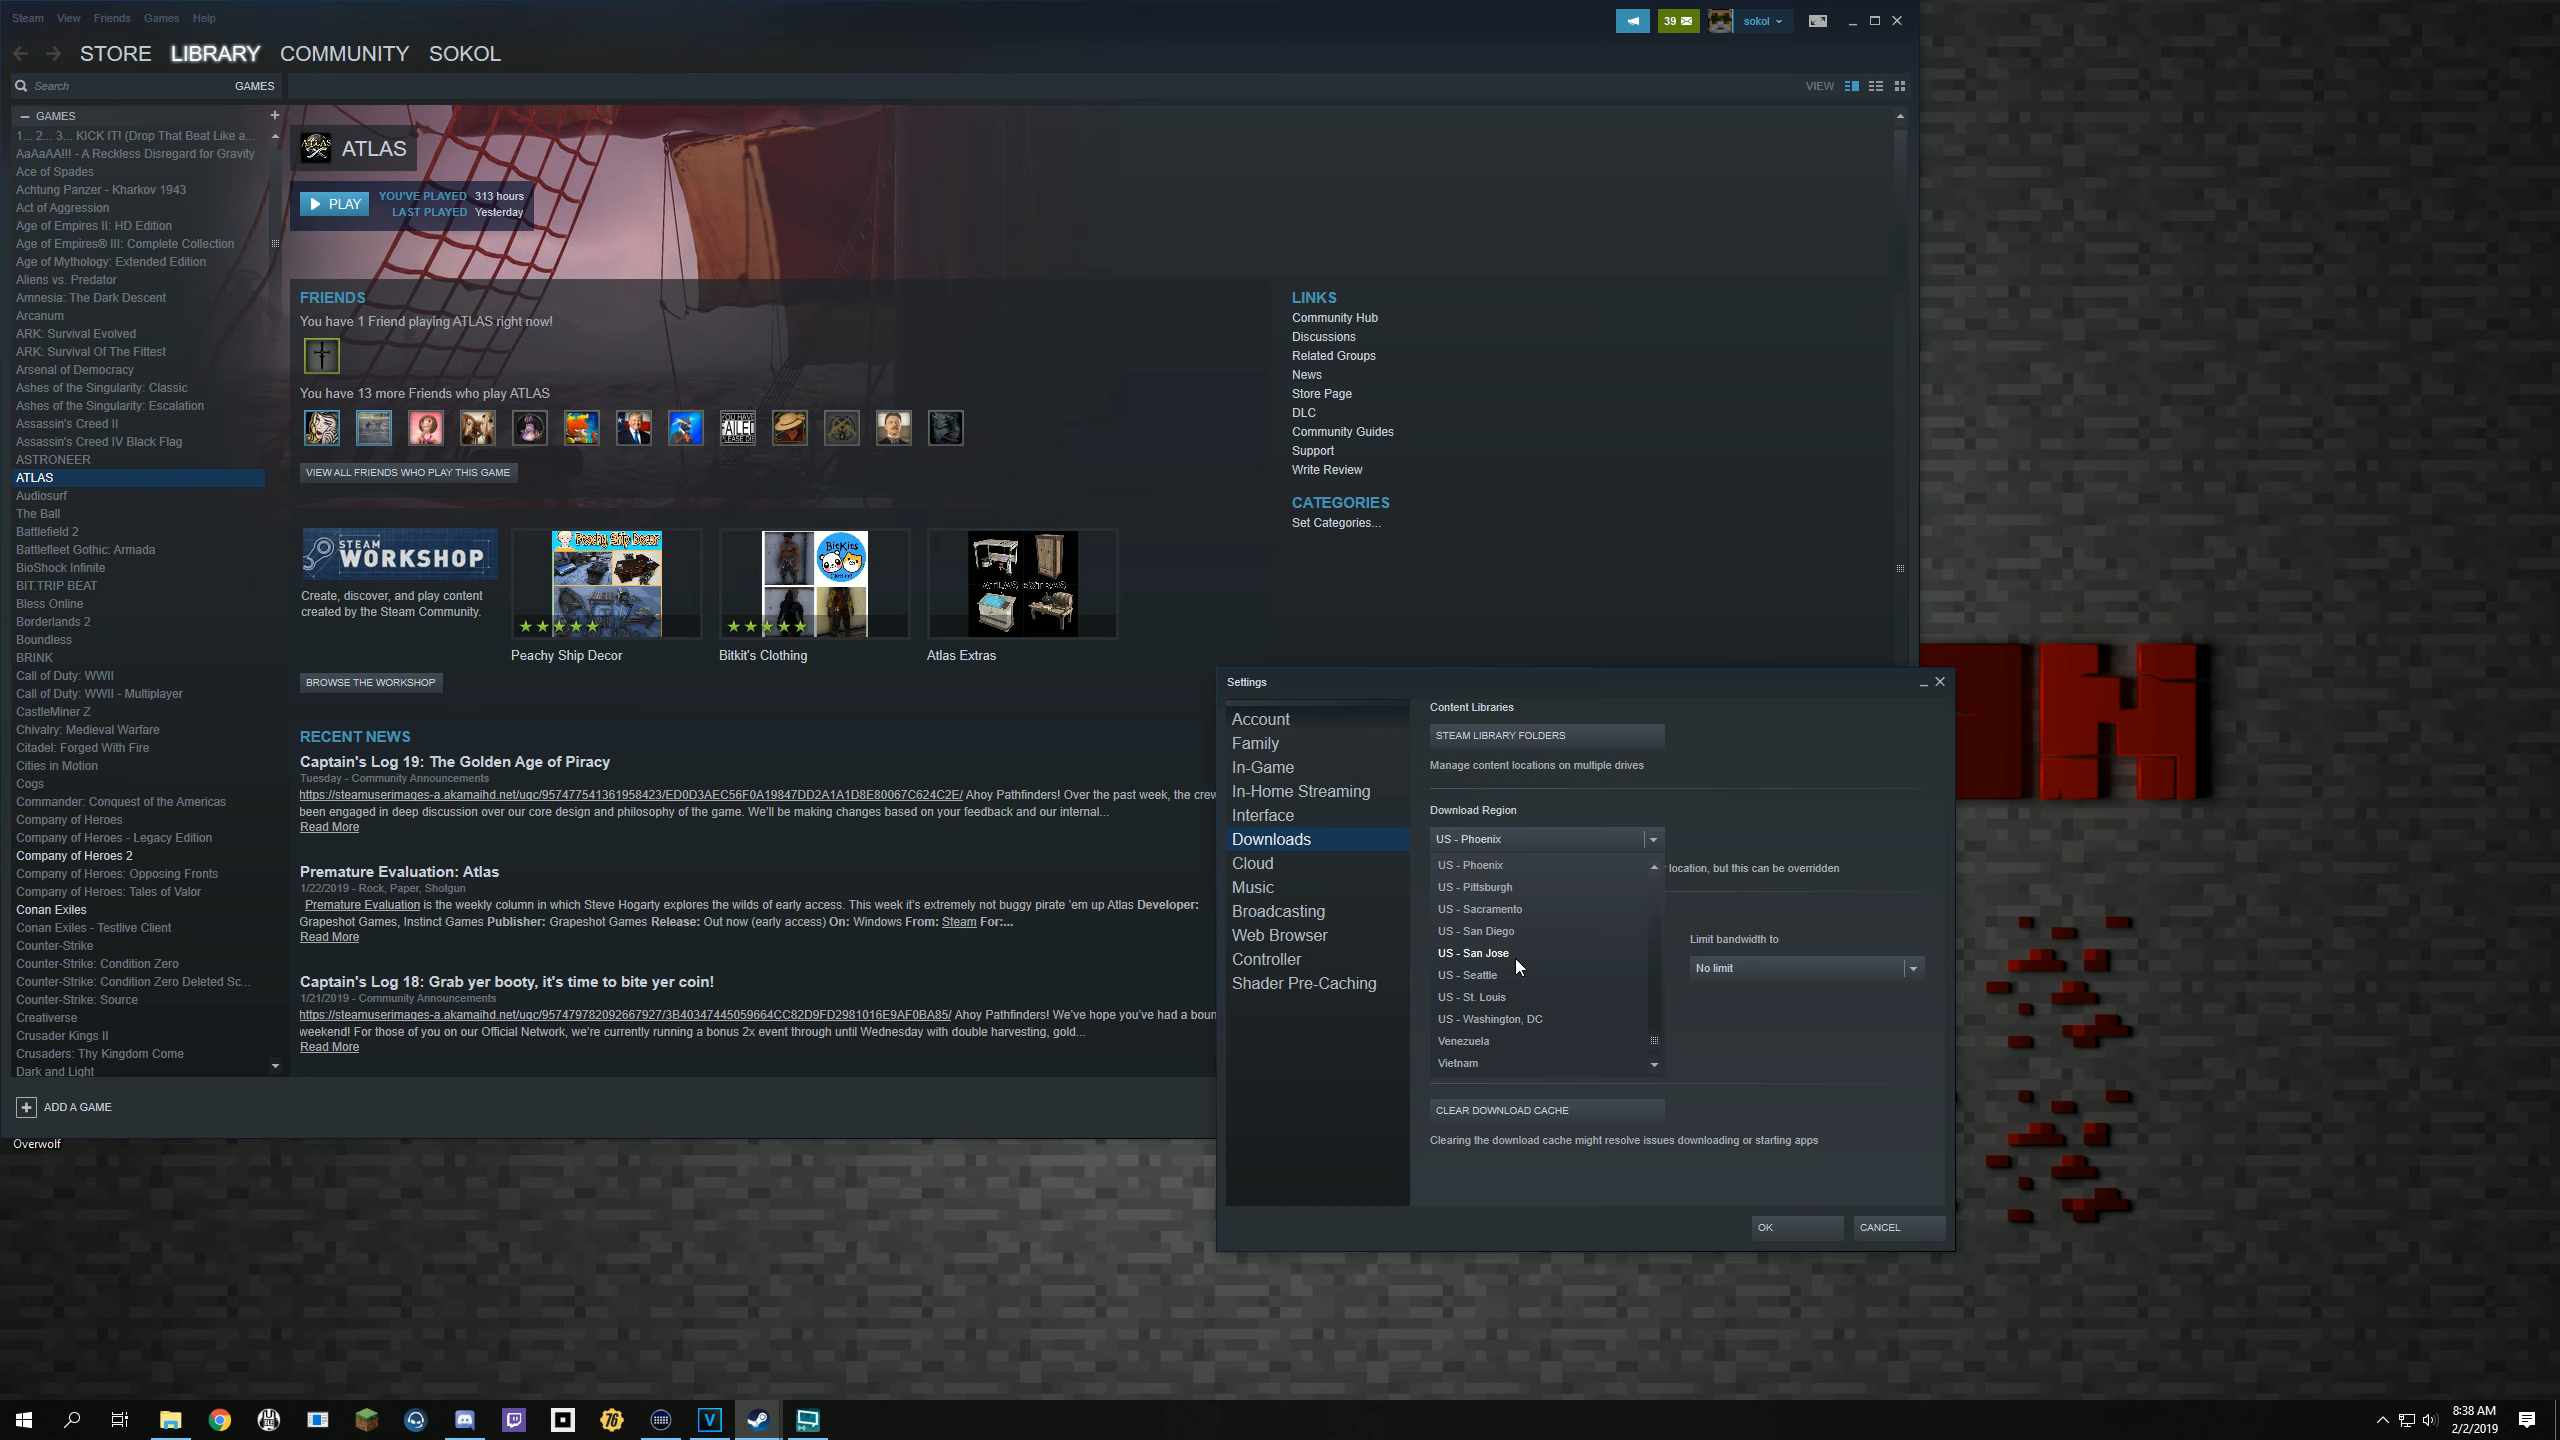 Steam View Friends Games Help
39
sokol
STORE LIBRARY COMMUNITY SOKOL
Search
GAMES
VIEW
GAMES
1... 2... 3... KICK IT! (Drop That Beat Like a...
AaAaAA!!! - A Reckless Disregard for Gravity
Ace of Spades
Achtung Panzer - Kharkov 1943
Act of Aggression
Age of Empires II: HD Edition
Age of Empires® III: Complete Collection
Age of Mythology: Extended Edition
Aliens vs. Predator
Amnesia: The Dark Descent
Arcanum
ARK: Survival Evolved
ARK: Survival Of The Fittest
Arsenal of Democracy
Ashes of the Singularity: Classic
Ashes of the Singularity: Escalation
Assassin's Creed II
Assassin's Creed IV Black Flag
ASTRONEER
ATLAS
Audiosurf
The Ball
Battlefield 2
Battlefleet Gothic: Armada
BioShock Infinite
BIT.TRIP BEAT
Bless Online
Borderlands 2
Boundless
BRINK
Call of Duty: WWII
Call of Duty: WWII - Multiplayer
CastleMiner Z
Chivalry: Medieval Warfare
Citadel: Forged With Fire
Cities in Motion
Cogs
Commander: Conquest of the Americas
Company of Heroes
Company of Heroes - Legacy Edition
Company of Heroes 2
Company of Heroes: Opposing Fronts
Company of Heroes: Tales of Valor
Conan Exiles
Conan Exiles - Testlive Client
Counter-Strike
Counter-Strike: Condition Zero
Counter-Strike: Condition Zero Deleted Sc...
Counter-Strike: Source
Creativerse
Crusader Kings II
Crusaders: Thy Kingdom Come
Dark and Light
ADD A GAME
Overwolf
ATLAS
ATLAS
PLAY
YOU'VE PLAYED 313 hours
LAST PLAYED Yesterday
FRIENDS
You have 1 Friend playing ATLAS right now!
You have 13 more Friends who play ATLAS
YOU HAVE
FAILED
PLEASE DIE
VIEW ALL FRIENDS WHO PLAY THIS GAME
LINKS
Community Hub
Discussions
Related Groups
News
Store Page
DLC
Community Guides
Support
Write Review
CATEGORIES
Set Categories...
STEAM
WORKSHOP
Create, discover, and play content
created by the Steam Community.
Peachy Ship Decor
BitKits
ATLAS EXTRAS
Peachy Ship Decor
Bitkit's Clothing
Atlas Extras
BROWSE THE WORKSHOP
RECENT NEWS
Captain's Log 19: The Golden Age of Piracy
Tuesday - Community Announcements
https://steamuserimages-a.akamaihd.net/ugc/957477541361958423/ED0D3AEC56F0A19847DD2A1A1D8E80067C624C2E/ Ahoy Pathfinders! Over the past week, the crew
been engaged in deep discussion over our core design and philosophy of the game. We'll be making changes based on your feedback and our internal...
Read More
Premature Evaluation: Atlas
1/22/2019 - Rock, Paper, Shotgun
Premature Evaluation is the weekly column in which Steve Hogarty explores the wilds of early access. This week it's extremely not buggy pirate 'em up Atlas Developer:
Grapeshot Games, Instinct Games Publisher: Grapeshot Games Release: Out now (early access) On: Windows From: Steam For:...
Read More
Captain's Log 18: Grab yer booty, it's time to bite yer coin!
1/21/2019 - Community Announcements
https://steamuserimages-a.akamaihd.net/ugc/957479782092667927/3B40347445059664CC82D9FD2981016E9AF0BA85/ Ahoy Pathfinders! We've hope you've had a boun
weekend! For those of you on our Official Network, we're currently running a bonus 2x event through until Wednesday with double harvesting, gold...
Read More
Settings
Account
Family
In-Game
In-Home Streaming
Interface
Downloads
Cloud
Music
Broadcasting
Web Browser
Controller
Shader Pre-Caching
Content Libraries
STEAM LIBRARY FOLDERS
Manage content locations on multiple drives
Download Region
US - Phoenix
US - Phoenix
US - Pittsburgh
US - Sacramento
US - San Diego
US - San Jose
US - Seattle
US - St. Louis
US - Washington, DC
Venezuela
Vietnam
location, but this can be overridden
Limit bandwidth to
No limit
CLEAR DOWNLOAD CACHE
Clearing the download cache might resolve issues downloading or starting apps
OK
CANCEL
N
76
V
8:38 AM
2/2/2019